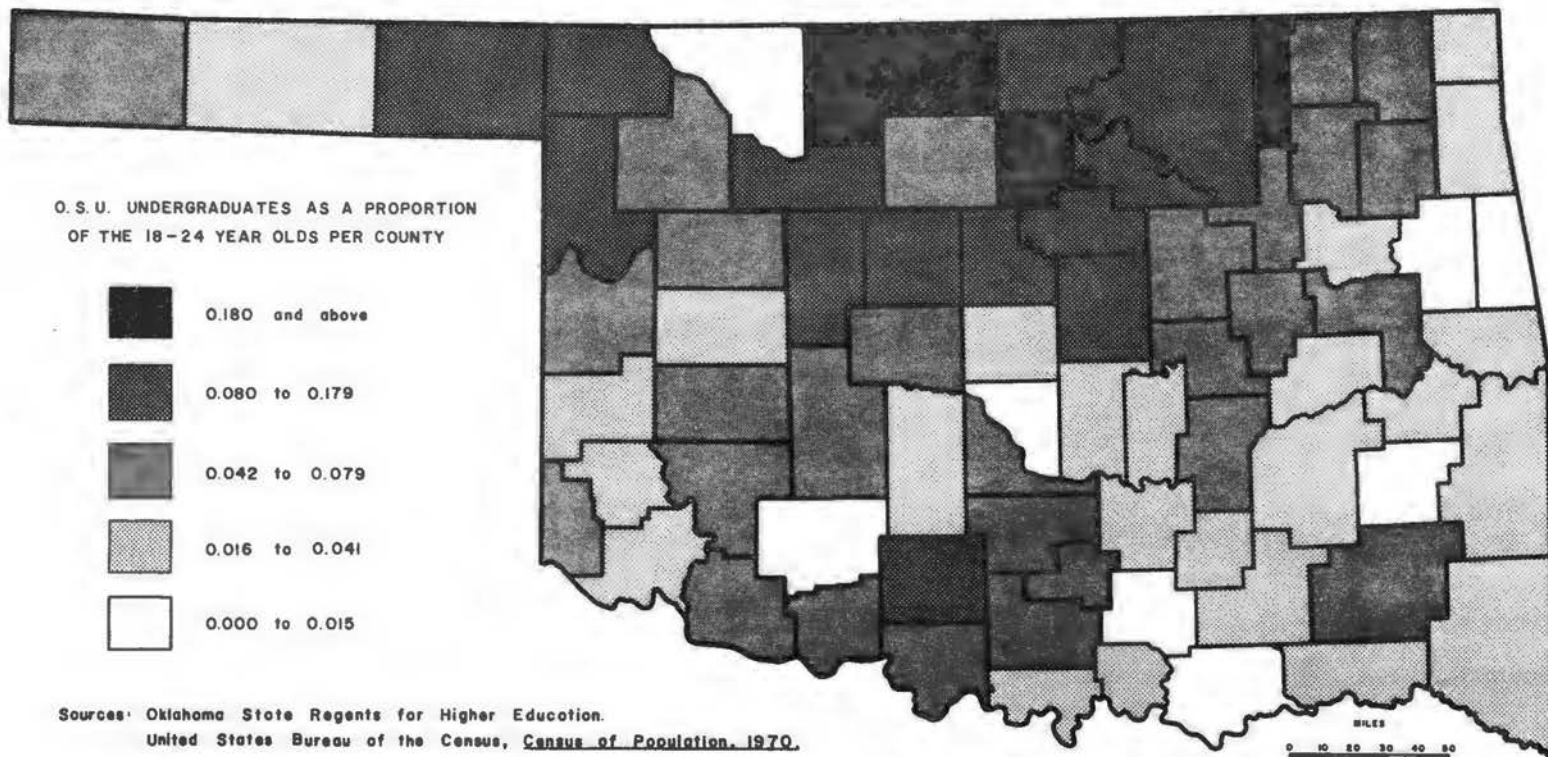 O. S. U. UNDERGRADUATES AS A PROPORTION
OF THE 18-24 YEAR OLDS PER COUNTY
0.180 and above
0.080 to 0.179
0.042 to 0.079
0.016 to 0.041
0.000 to 0.015
Sources: Oklahoma State Regents for Higher Education.
United States Bureau of the Census, Census of Population, 1970.
MILES
0 10 20 30 40 50